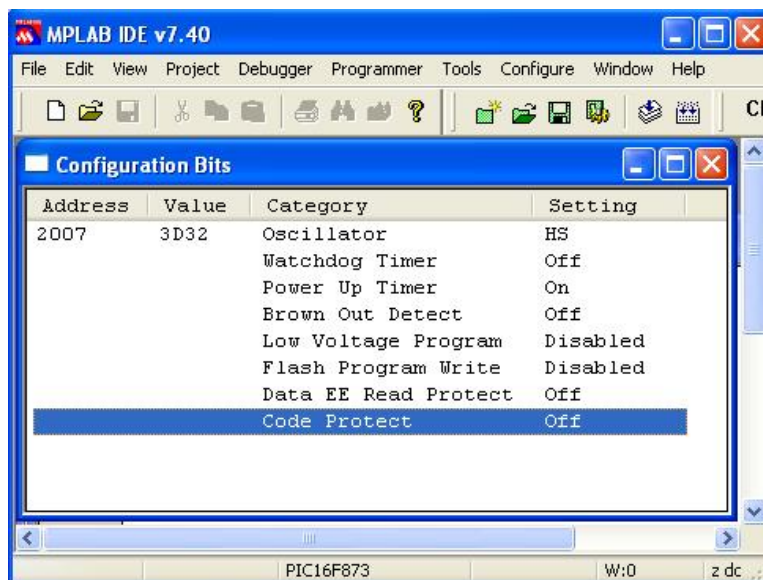 MPLAB IDE v7.40
File Edit View Project Debugger Programmer Tools Configure Window Help
Configuration Bits
Address Value Category Setting
2007 3D32 Oscillator HS
Watchdog Timer Off
Power Up Timer On
Brown Out Detect Off
Low Voltage Program Disabled
Flash Program Write Disabled
Data EE Read Protect Off
Code Protect Off
PIC16F873 W:0 z dc